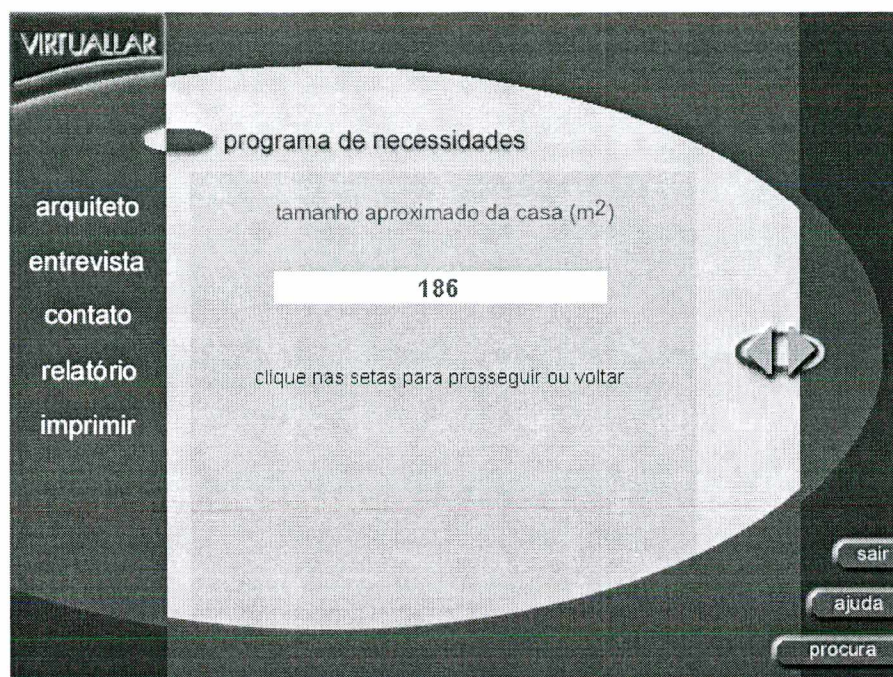 VIRTUALLAR
programa de necessidades
arquiteto
entrevista
contato
relatório
imprimir
tamanho aproximado da casa (m²)
186
clique nas setas para prosseguir ou voltar
sair
ajuda
procura